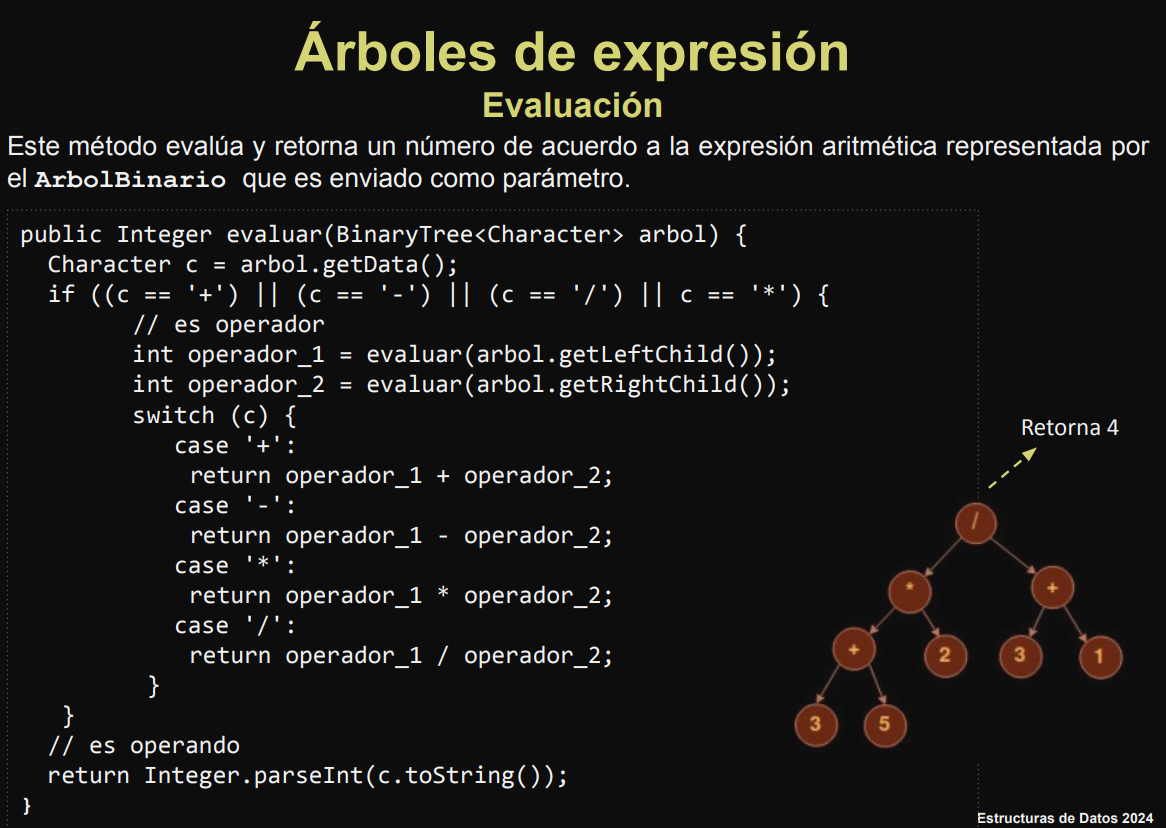 Árboles de expresión
Evaluación
Este método evalúa y retorna un número de acuerdo a la expresión aritmética representada por
el ArbolBinario que es enviado como parámetro.
public Integer evaluar(BinaryTree<Character> arbol) {
  Character c = arbol.getData();
  if ((c == '+') || (c == '-') || (c == '/') || c == '*') {
        // es operador
        int operador_1 = evaluar(arbol.getLeftChild());
        int operador_2 = evaluar(arbol.getRightChild());
        switch (c) {
           case '+':
            return operador_1 + operador_2;
           case '-':
            return operador_1 - operador_2;
           case '*':
            return operador_1 * operador_2;
           case '/':
            return operador_1 / operador_2;
         }
   }
  // es operando
  return Integer.parseInt(c.toString());
}
Retorna 4
/
* +
+ 2 3 1
3 5
Estructuras de Datos 2024